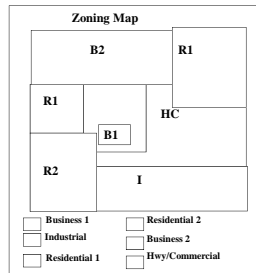 Zoning Map
B2
R1
R1
HC
B1
R2
I
Business 1
Residential 2
Industrial
Business 2
Residential 1
Hwy/Commercial